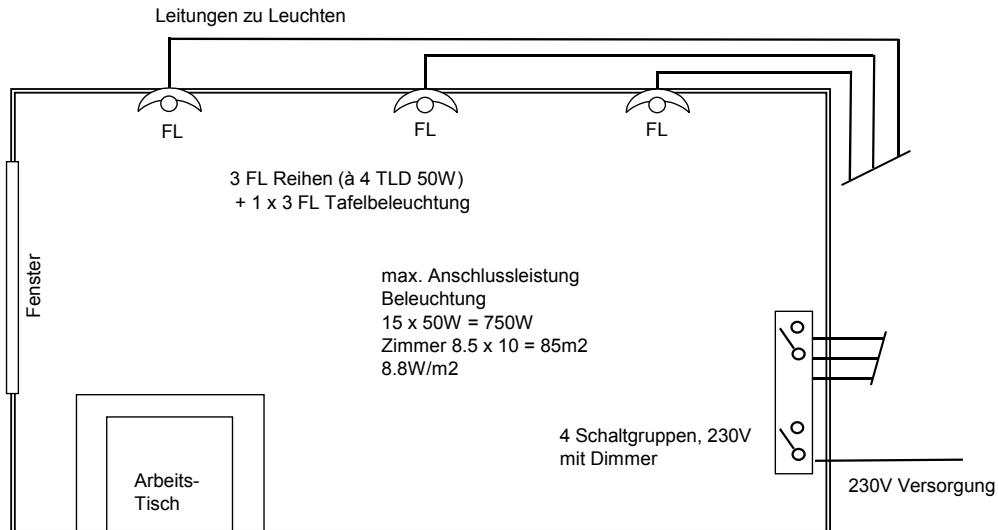 Leitungen zu Leuchten
FL
FL
FL
3 FL Reihen (à 4 TLD 50W)
+ 1 x 3 FL Tafelbeleuchtung
Fenster
max. Anschlussleistung
Beleuchtung
15 x 50W = 750W
Zimmer 8.5 x 10 = 85m2
8.8W/m2
4 Schaltgruppen, 230V
mit Dimmer
Arbeits-
Tisch
230V Versorgung